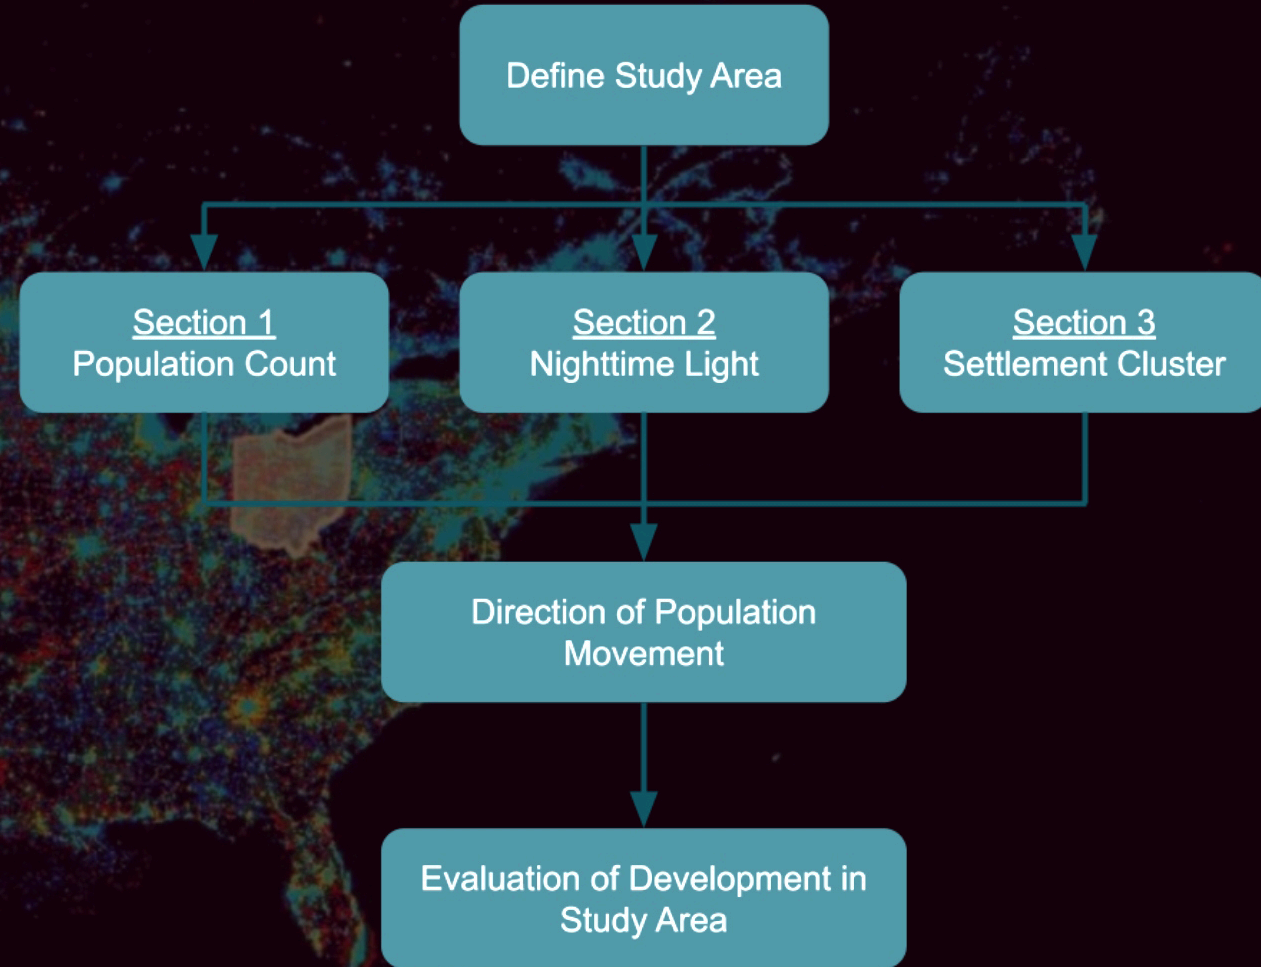 Define Study Area
Section 1
Population Count
Section 2
Nighttime Light
Section 3
Settlement Cluster
Direction of Population
Movement
Evaluation of Development in
Study Area